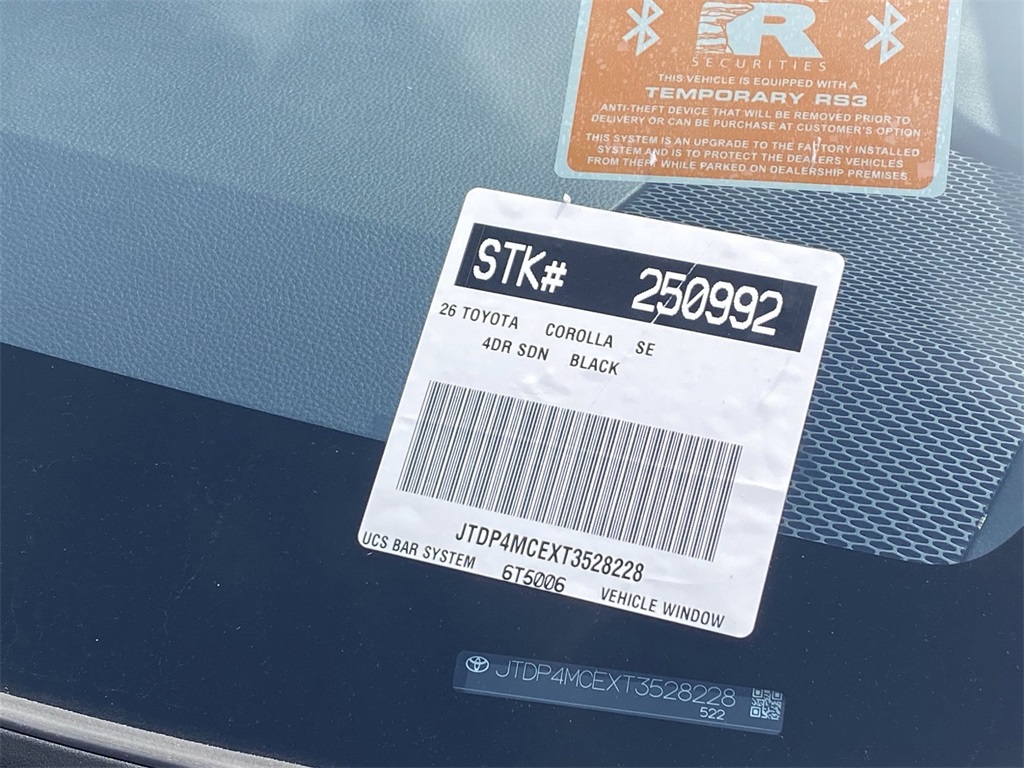 R
SECURITIES
THIS VEHICLE IS EQUIPPED WITH A
TEMPORARY RS3
ANTI-THEFT DEVICE THAT WILL BE REMOVED PRIOR TO
DELIVERY OR CAN BE PURCHASE AT CUSTOMER'S OPTION
THIS SYSTEM IS AN UPGRADE TO THE FACTORY INSTALLED
SYSTEM AND IS TO PROTECT THE DEALERS VEHICLES
FROM THEFT WHILE PARKED ON DEALERSHIP PREMISES
STK# 250992
26 TOYOTA COROLLA SE
4DR SDN BLACK
JTDP4MCEXT3528228
UCS BAR SYSTEM 6T5006 VEHICLE WINDOW
JTDP4MCEXT3528228
522